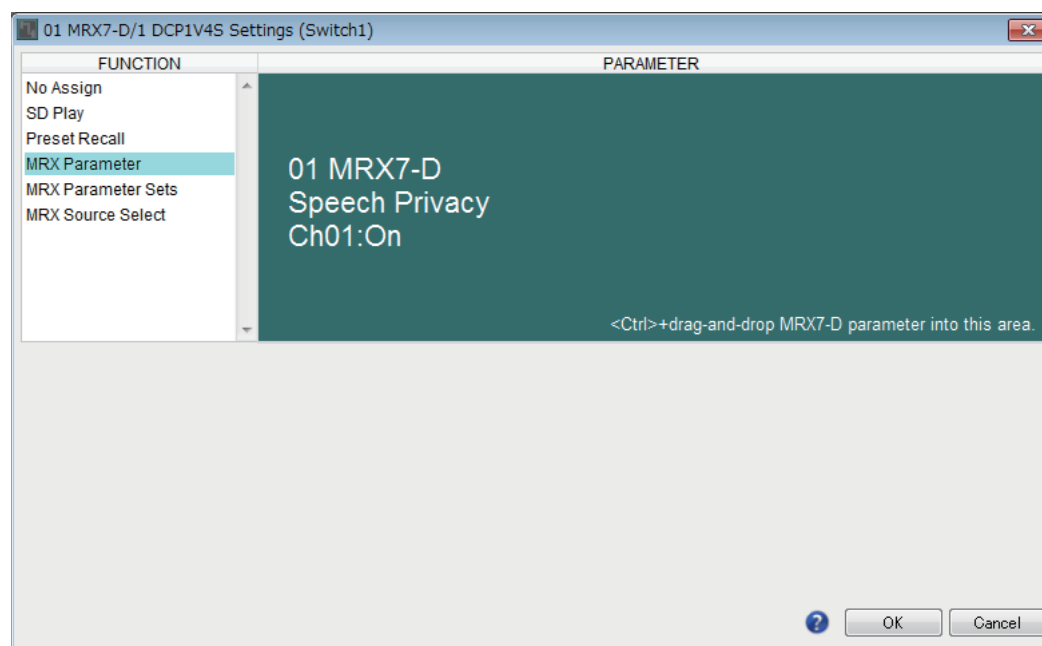 01 MRX7-D/1 DCP1V4S Settings (Switch1)
FUNCTION
PARAMETER
No Assign
SD Play
Preset Recall
MRX Parameter
MRX Parameter Sets
MRX Source Select
01 MRX7-D
Speech Privacy
Ch01:On
<Ctrl>+drag-and-drop MRX7-D parameter into this area.
?
OK
Cancel